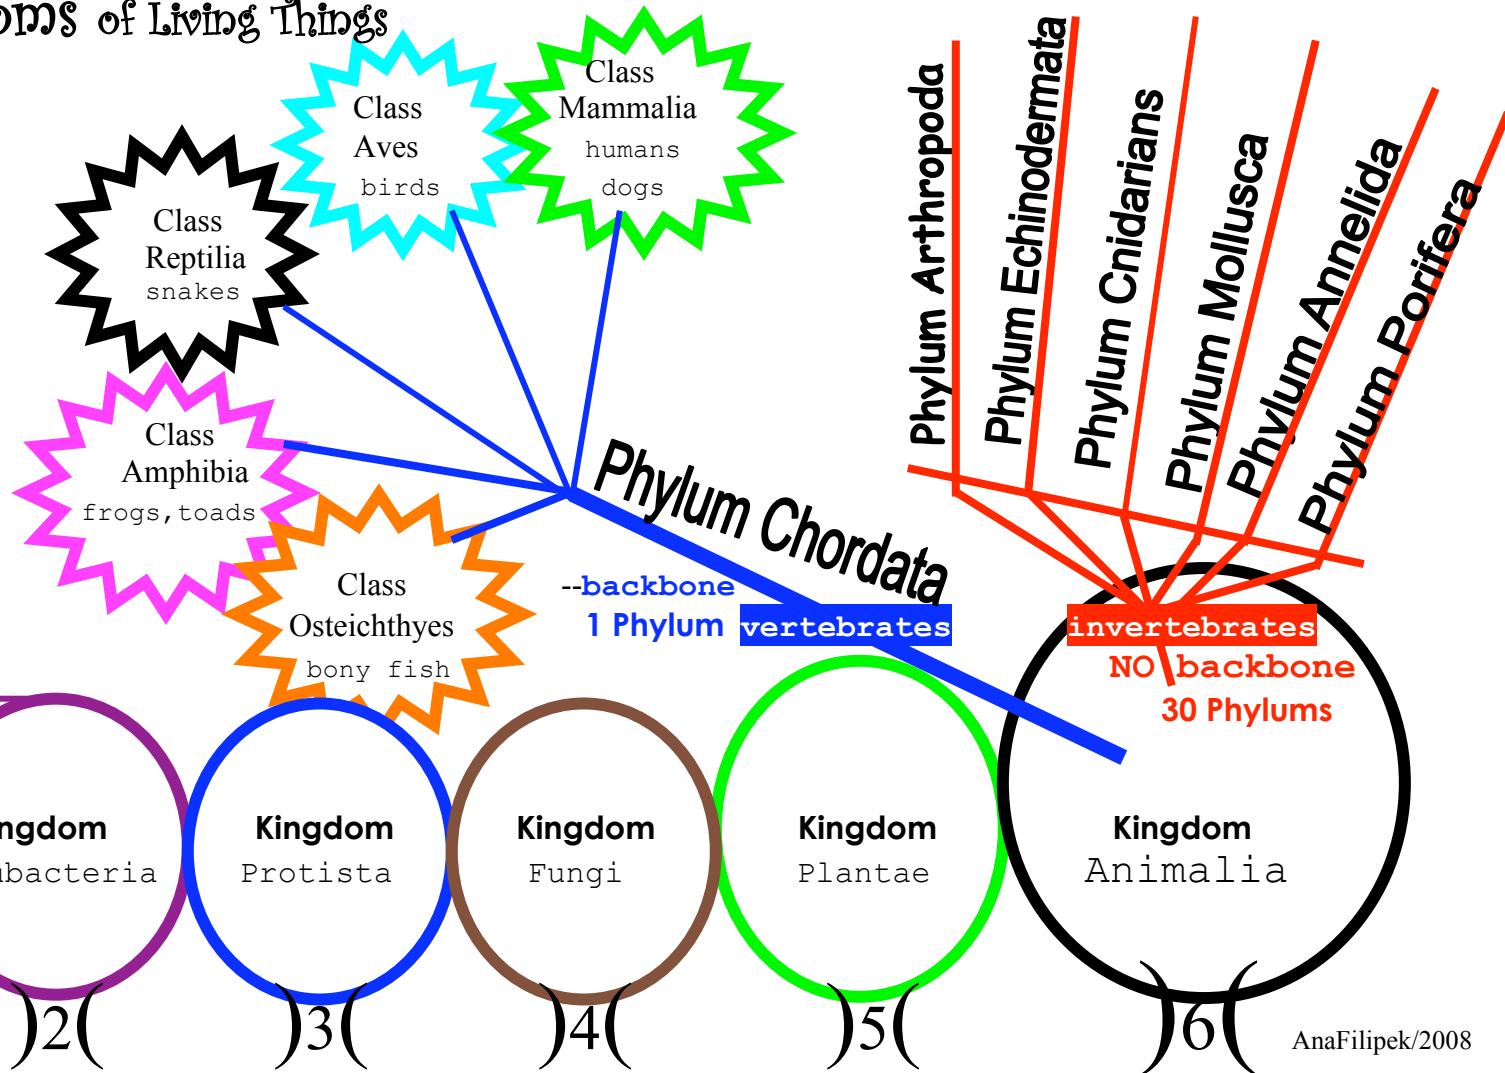 of Living Things
Class
Mammalia
humans
dogs
Class
Aves
birds
Class
Reptilia
snakes
Class
Amphibia
frogs,toads
Class
Osteichthyes
bony fish
Phylum Chordata
--backbone
1 Phylum vertebrates
Phylum Arthropoda
Phylum Echinodermata
Phylum Cnidarians
Phylum Mollusca
Phylum Annelida
Phylum Porifera
invertebrates
NO backbone
30 Phylums
ngdom
bacteria
Kingdom
Protista
Kingdom
Fungi
Kingdom
Plantae
Kingdom
Animalia
)2(
)3(
)4(
)5(
)6(
AnaFilipek/2008